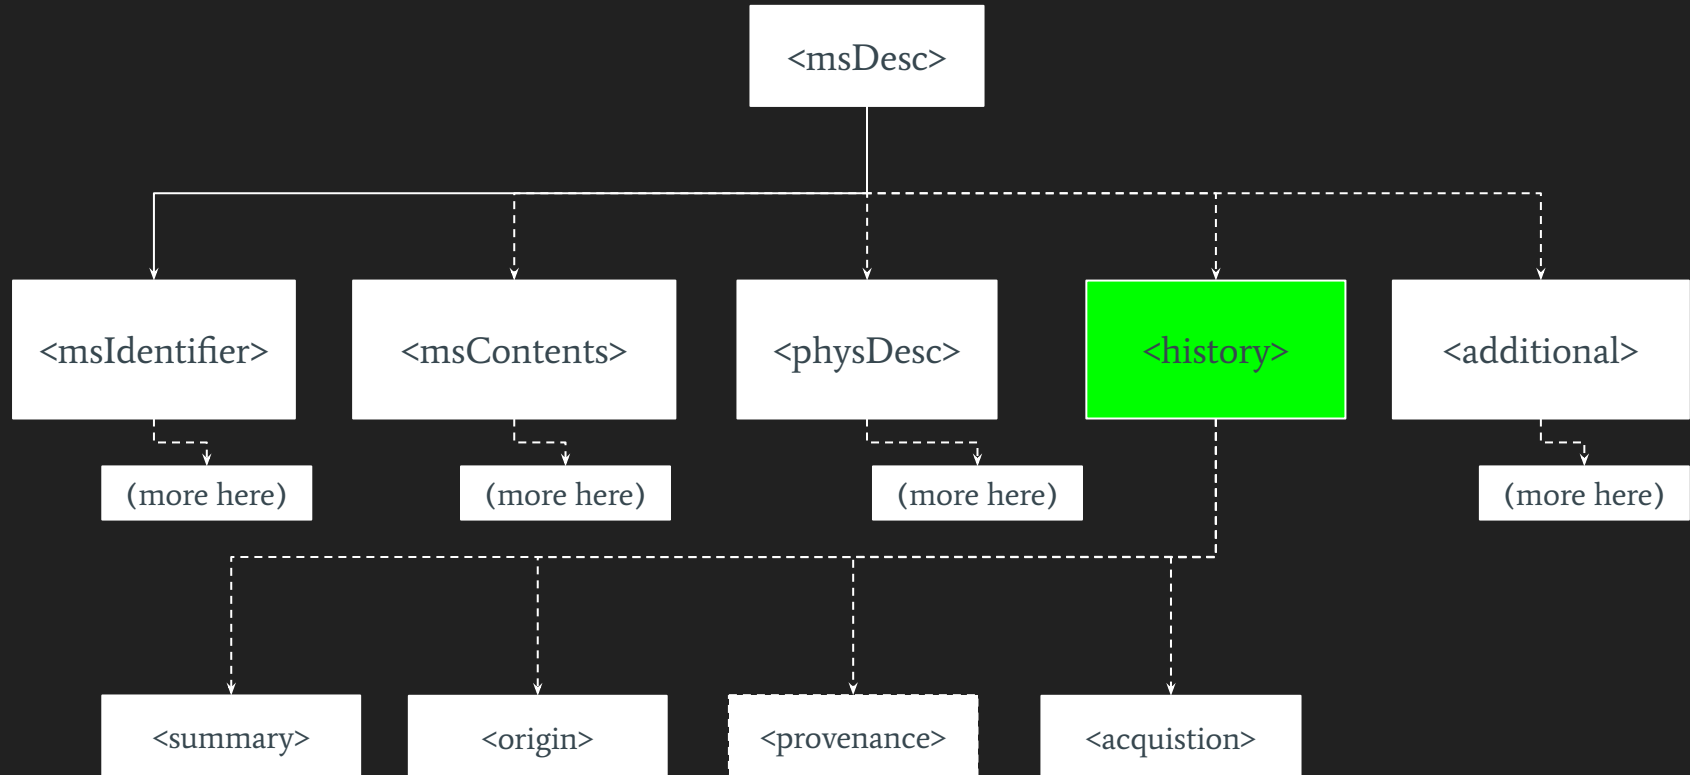 <msDesc>
<msIdentifier>
<msContents>
<physDesc>
<history>
<additional>
(more here)
(more here)
(more here)
(more here)
<summary>
<origin>
<provenance>
<acquistion>